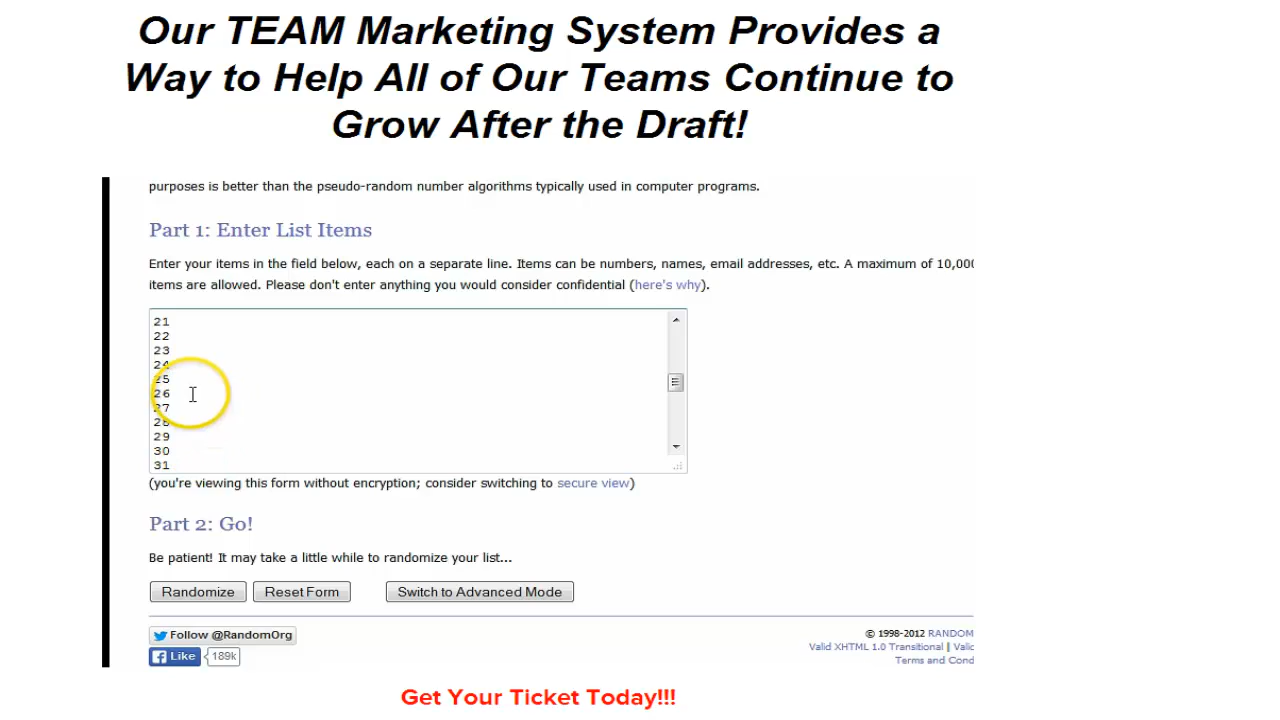 Our TEAM Marketing System Provides a
Way to Help All of Our Teams Continue to
Grow After the Draft!
purposes is better than the pseudo-random number algorithms typically used in computer programs.
Part 1: Enter List Items
Enter your items in the field below, each on a separate line. Items can be numbers, names, email addresses, etc. A maximum of 10,000
items are allowed. Please don't enter anything you would consider confidential (here's why).
21
22
23
24
25
26
27
28
29
30
31
(you're viewing this form without encryption; consider switching to secure view)
Part 2: Go!
Be patient! It may take a little while to randomize your list...
Randomize Reset Form Switch to Advanced Mode
Follow @RandomOrg
Like 189k
© 1998-2012 RANDOM
Valid XHTML 1.0 Transitional | Valid
Terms and Cond
Get Your Ticket Today!!!